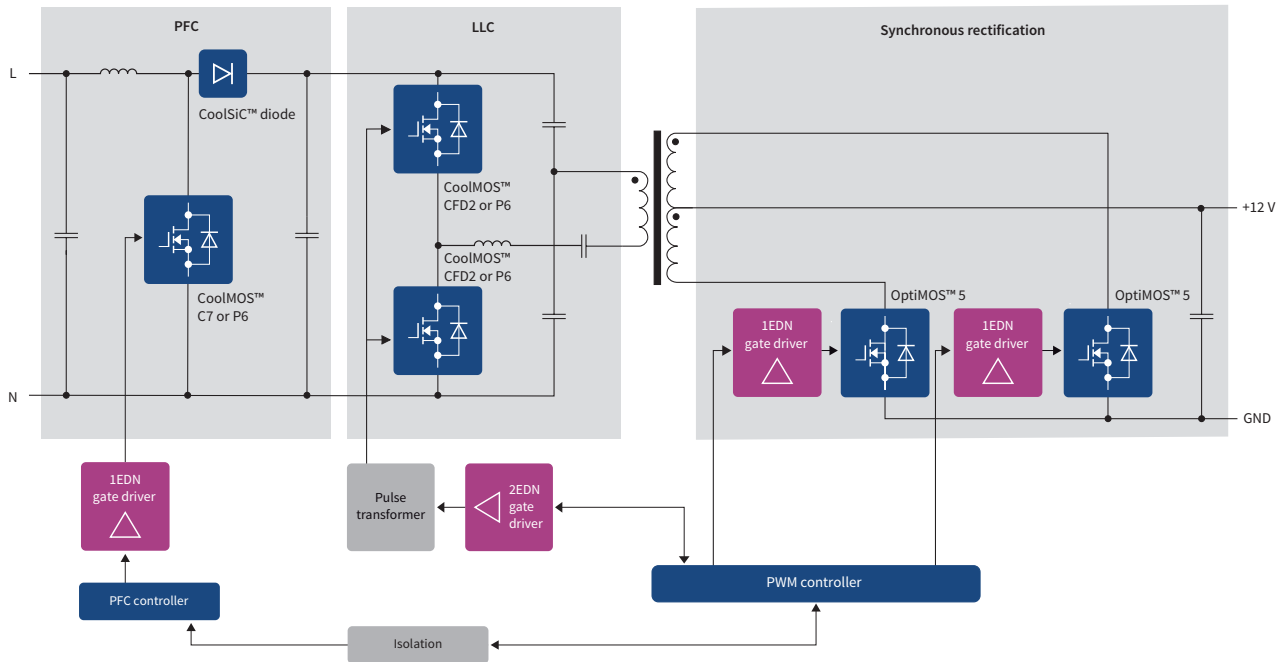 PFC
LLC
Synchronous rectification
L
CoolSiC™ diode
CoolMOS™
CFD2 or P6
+12 V
CoolMOS™
CFD2 or P6
CoolMOS™
C7 or P6
OptiMOS™ 5
OptiMOS™ 5
1EDN
gate driver
1EDN
gate driver
N
GND
1EDN
gate driver
Pulse
transformer
2EDN
gate
driver
PWM controller
PFC controller
Isolation